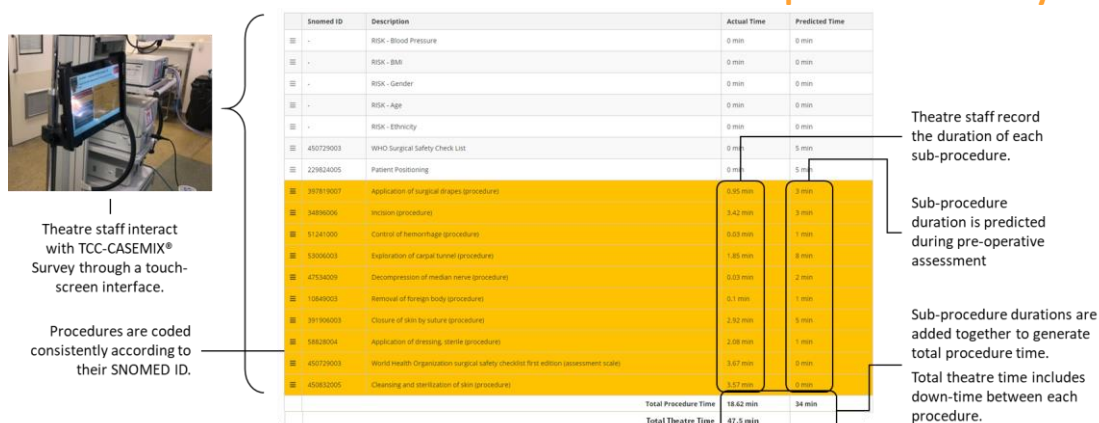 Snomed ID Description Actual Time Predicted Time
- RISK - Blood Pressure 0 min 0 min
- RISK - BMI 0 min 0 min
- RISK - Gender 0 min 0 min
- RISK - Age 0 min 0 min
- RISK - Ethnicity 0 min 0 min
450729003 WHO Surgical Safety Check List 0 min 5 min
229824005 Patient Positioning 0 min 5 min
397819007 Application of surgical drapes (procedure) 0.95 min 3 min
34896006 Incision (procedure) 3.42 min 3 min
51241000 Control of hemorrhage (procedure) 0.03 min 1 min
53006003 Exploration of carpal tunnel (procedure) 1.85 min 8 min
47534009 Decompression of median nerve (procedure) 0.03 min 2 min
10849003 Removal of foreign body (procedure) 0.1 min 1 min
391906003 Closure of skin by suture (procedure) 2.92 min 5 min
58828004 Application of dressing, sterile (procedure) 2.08 min 1 min
450729003 World Health Organization surgical safety checklist first edition (assessment scale) 3.67 min 0 min
450832005 Cleansing and sterilization of skin (procedure) 3.57 min 0 min
Total Procedure Time 18.62 min 34 min
Total Theatre Time 47.5 min
Theatre staff interact
with TCC-CASEMIX®
Survey through a touch-
screen interface.
Procedures are coded
consistently according to
their SNOMED ID.
Theatre staff record
the duration of each
sub-procedure.
Sub-procedure
duration is predicted
during pre-operative
assessment
Sub-procedure durations are
added together to generate
total procedure time.
Total theatre time includes
down-time between each
procedure.